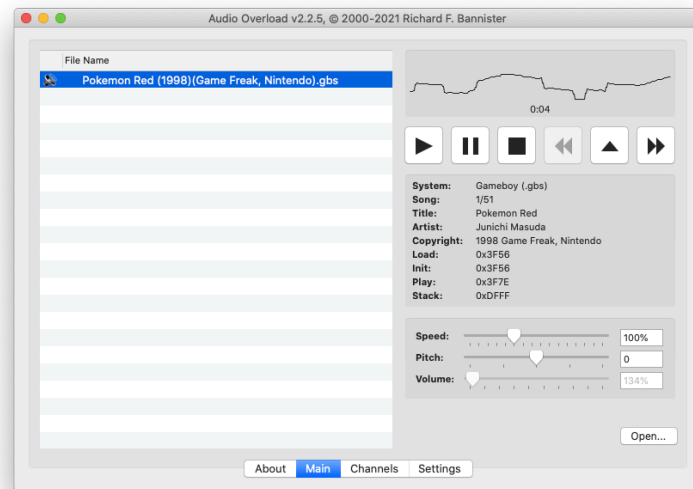 Audio Overload v2.2.5, © 2000-2021 Richard F. Bannister
File Name
Pokemon Red (1998)(Game Freak, Nintendo).gbs
0:04
System: Gameboy (.gbs)
Song: 1/51
Title: Pokemon Red
Artist: Junichi Masuda
Copyright: 1998 Game Freak, Nintendo
Load: 0x3F56
Init: 0x3F56
Play: 0x3F7E
Stack: 0xDFFF
Speed: 100%
Pitch: 0
Volume: 134%
Open...
About Main Channels Settings